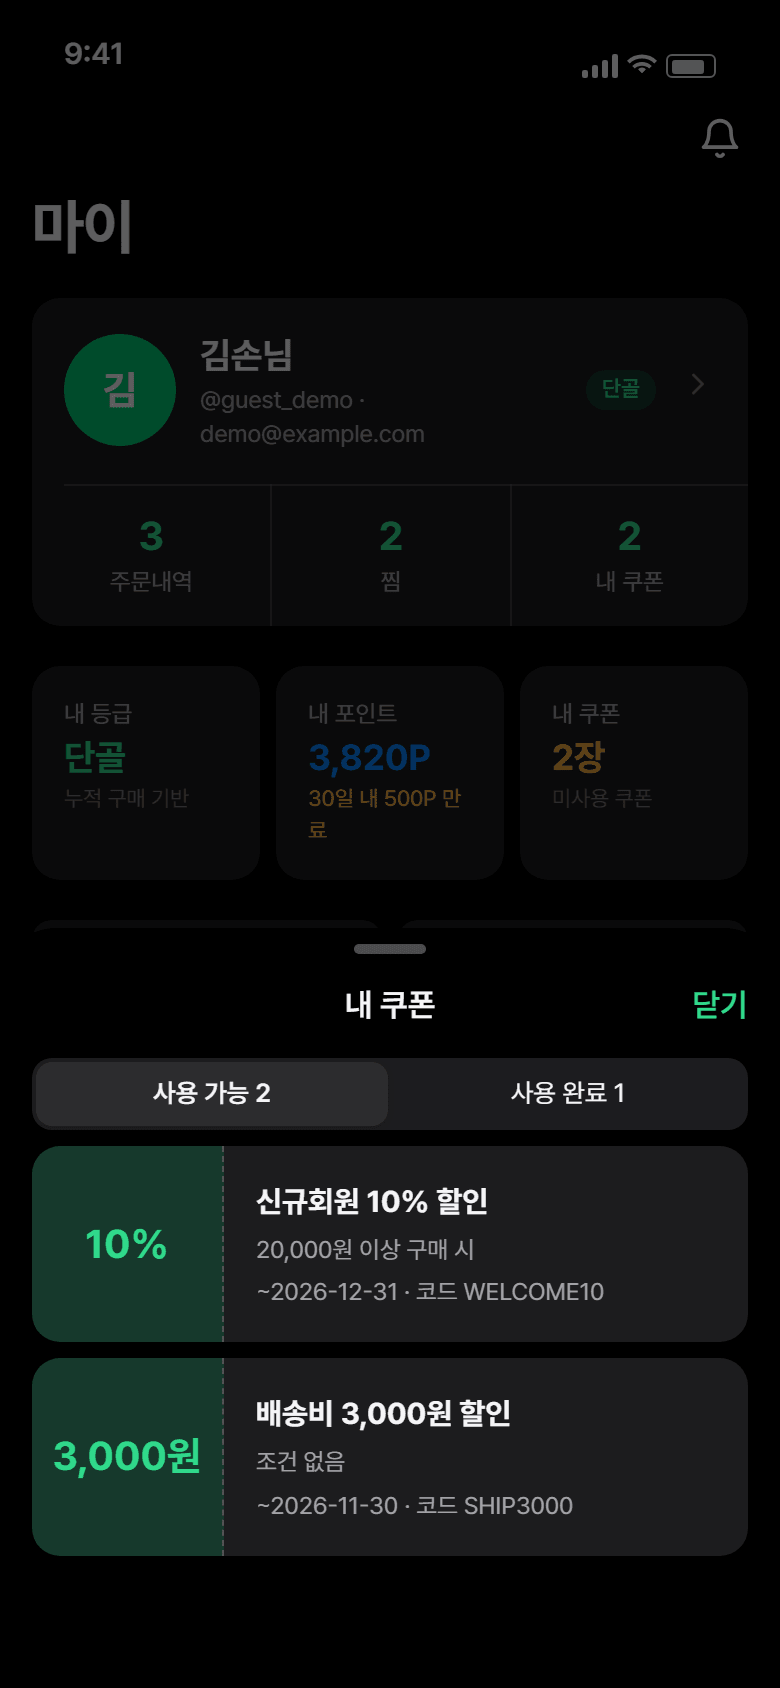 9:41
마이
김
김손님
@guest_demo ·
demo@example.com
단골
3
주문내역
2
찜
2
내 쿠폰
내 등급
단골
누적 구매 기반
내 포인트
3,820P
30일 내 500P 만
료
내 쿠폰
2장
미사용 쿠폰
내 쿠폰
닫기
사용 가능 2
사용 완료 1
10%
신규회원 10% 할인
20,000원 이상 구매 시
~2026-12-31 · 코드 WELCOME10
3,000원
배송비 3,000원 할인
조건 없음
~2026-11-30 · 코드 SHIP3000